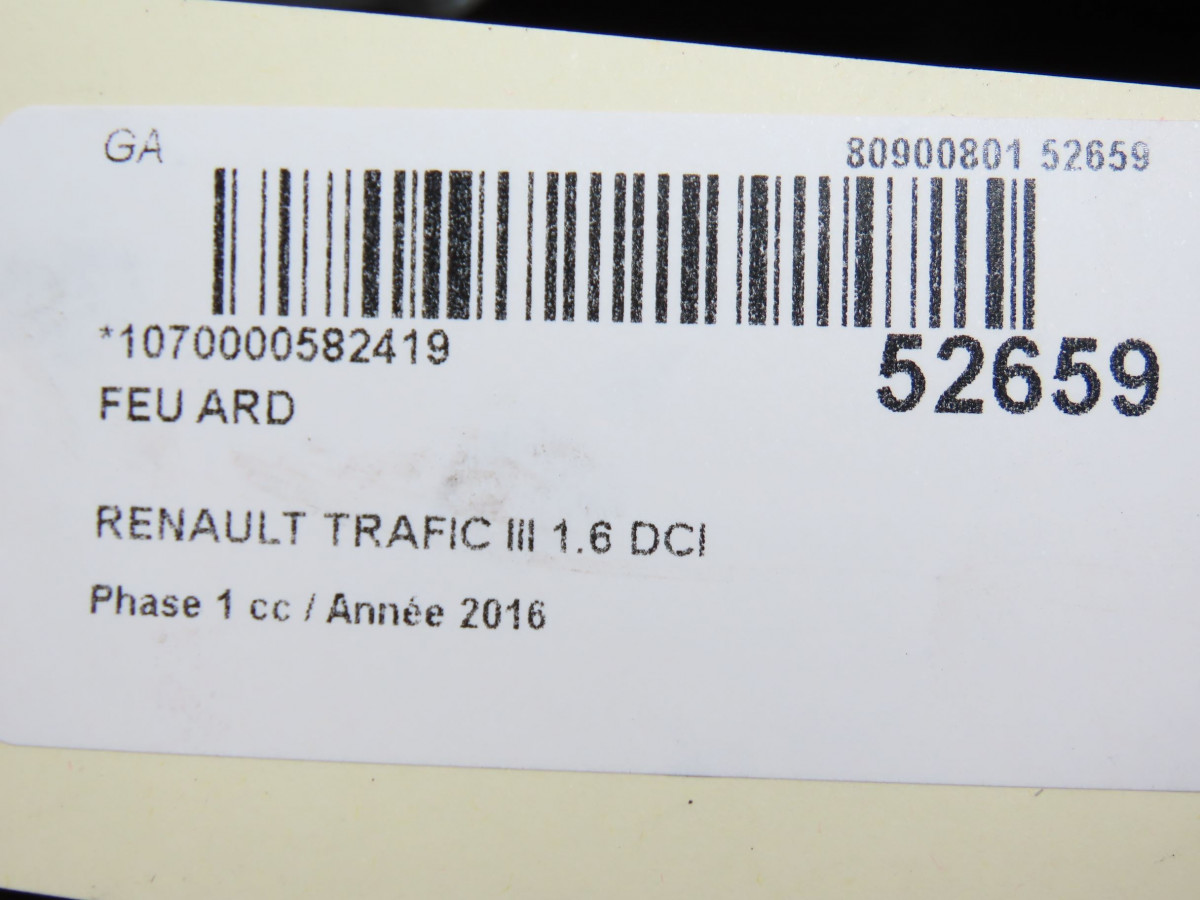 GA
80900801 52659
*1070000582419
52659
FEU ARD
RENAULT TRAFIC III 1.6 DCI
Phase 1 cc / Année 2016